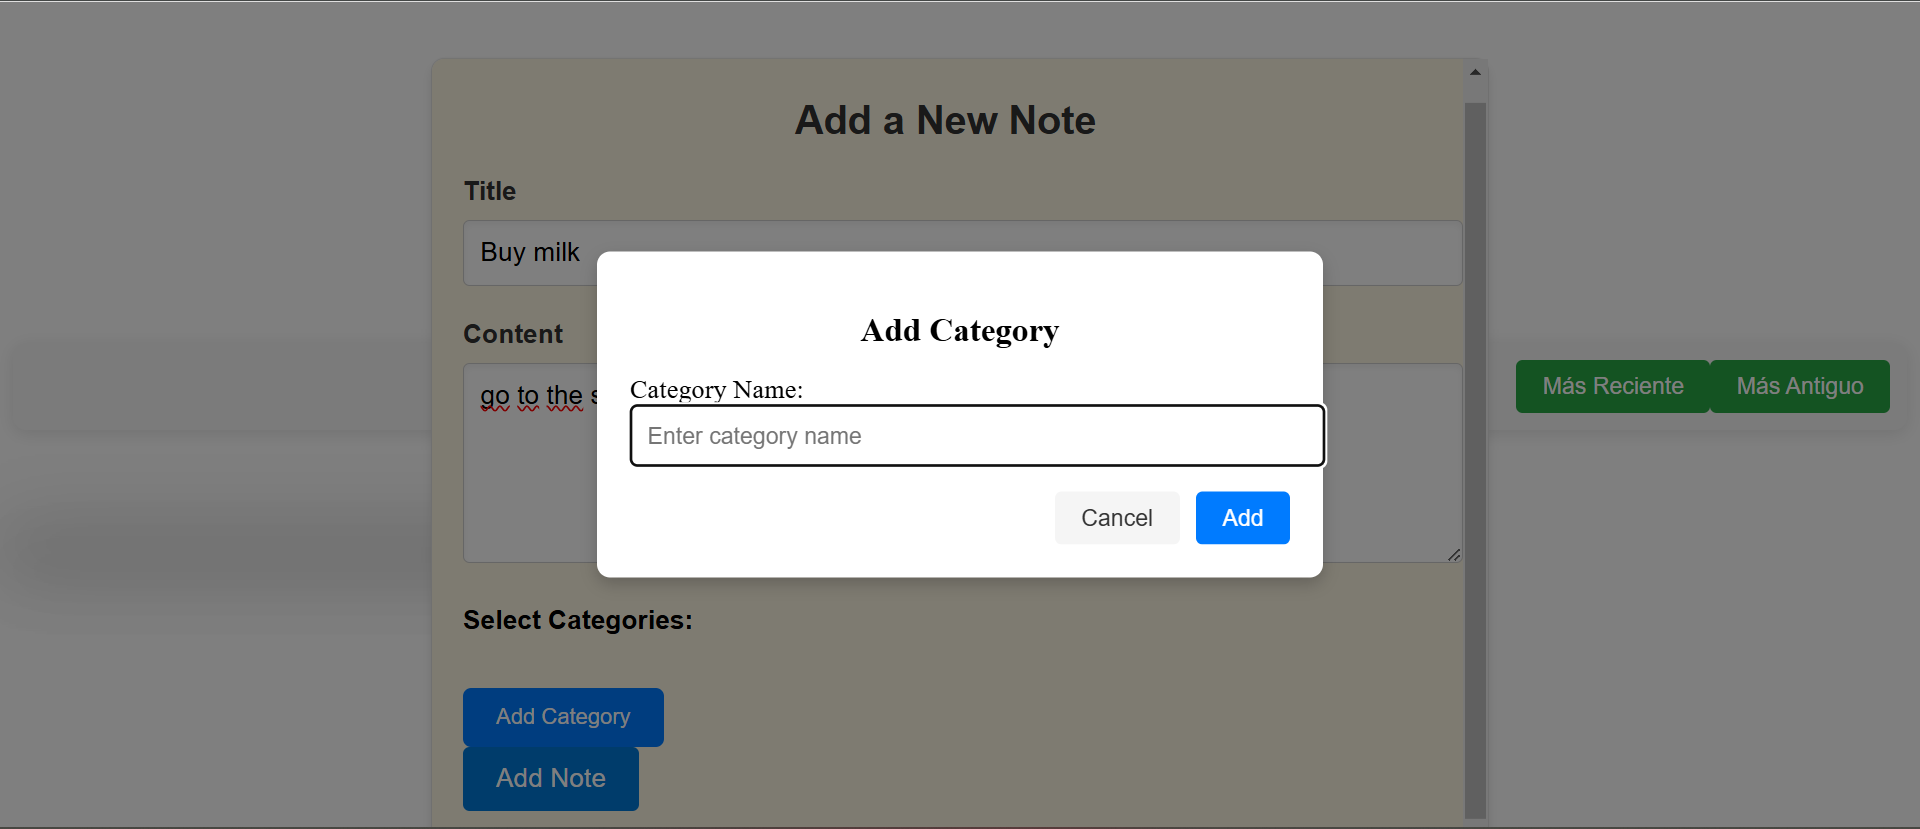 Add a New Note
Title
Buy milk
Content
go to the
Add Category
Category Name:
Enter category name
Cancel
Add
Más Reciente
Más Antiguo
Select Categories:
Add Category
Add Note